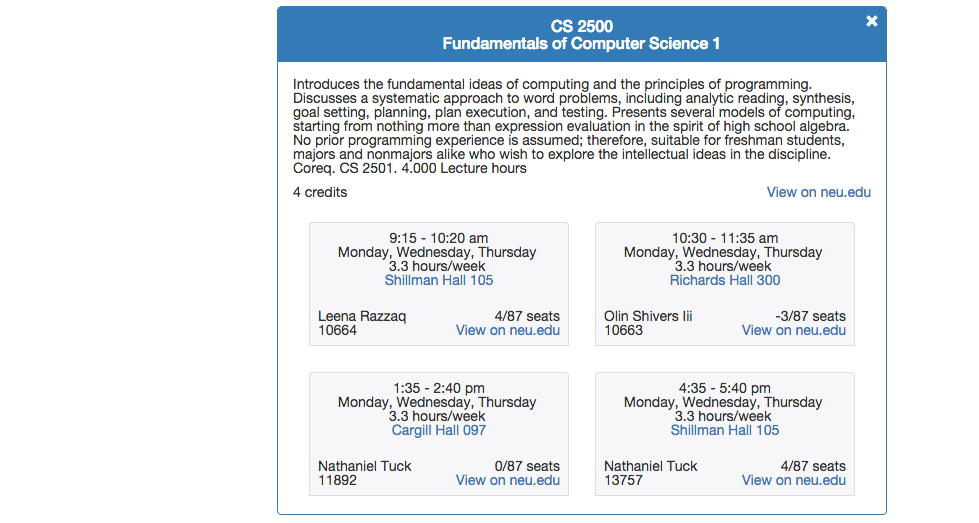 CS 2500
Fundamentals of Computer Science 1
×
Introduces the fundamental ideas of computing and the principles of programming.
Discusses a systematic approach to word problems, including analytic reading, synthesis,
goal setting, planning, plan execution, and testing. Presents several models of computing,
starting from nothing more than expression evaluation in the spirit of high school algebra.
No prior programming experience is assumed; therefore, suitable for freshman students,
majors and nonmajors alike who wish to explore the intellectual ideas in the discipline.
Coreq. CS 2501. 4.000 Lecture hours
4 credits View on neu.edu
9:15 - 10:20 am
Monday, Wednesday, Thursday
3.3 hours/week
Shillman Hall 105
Leena Razzaq 4/87 seats
10664 View on neu.edu
10:30 - 11:35 am
Monday, Wednesday, Thursday
3.3 hours/week
Richards Hall 300
Olin Shivers Iii -3/87 seats
10663 View on neu.edu
1:35 - 2:40 pm
Monday, Wednesday, Thursday
3.3 hours/week
Cargill Hall 097
Nathaniel Tuck 0/87 seats
11892 View on neu.edu
4:35 - 5:40 pm
Monday, Wednesday, Thursday
3.3 hours/week
Shillman Hall 105
Nathaniel Tuck 4/87 seats
13757 View on neu.edu